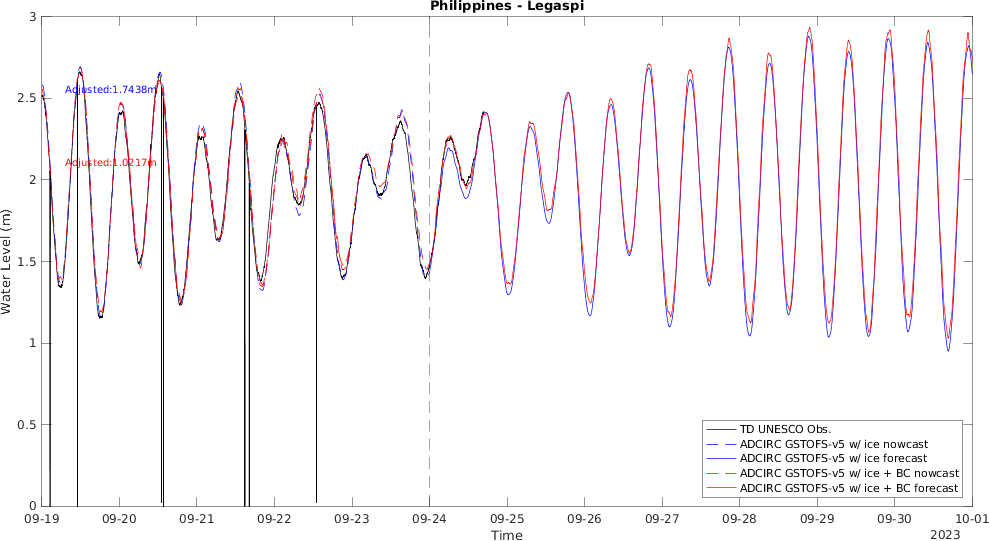 Philippines - Legaspi
3
2.5
2
1.5
1
0.5
0
Water Level (m)
Adjusted:1.7438m
Adjusted:1.0217m
TD UNESCO Obs.
ADCIRC GSTOFS-v5 w/ ice nowcast
ADCIRC GSTOFS-v5 w/ ice forecast
ADCIRC GSTOFS-v5 w/ ice + BC nowcast
ADCIRC GSTOFS-v5 w/ ice + BC forecast
09-19 09-20 09-21 09-22 09-23 09-24 09-25 09-26 09-27 09-28 09-29 09-30 10-01
Time
2023